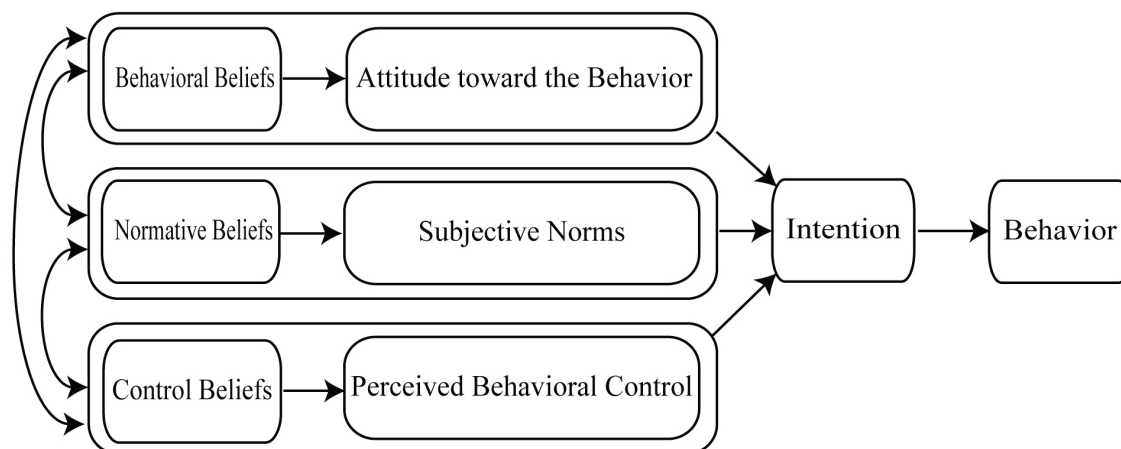 Behavioral Beliefs
Attitude toward the Behavior
Normative Beliefs
Subjective Norms
Intention
Behavior
Control Beliefs
Perceived Behavioral Control